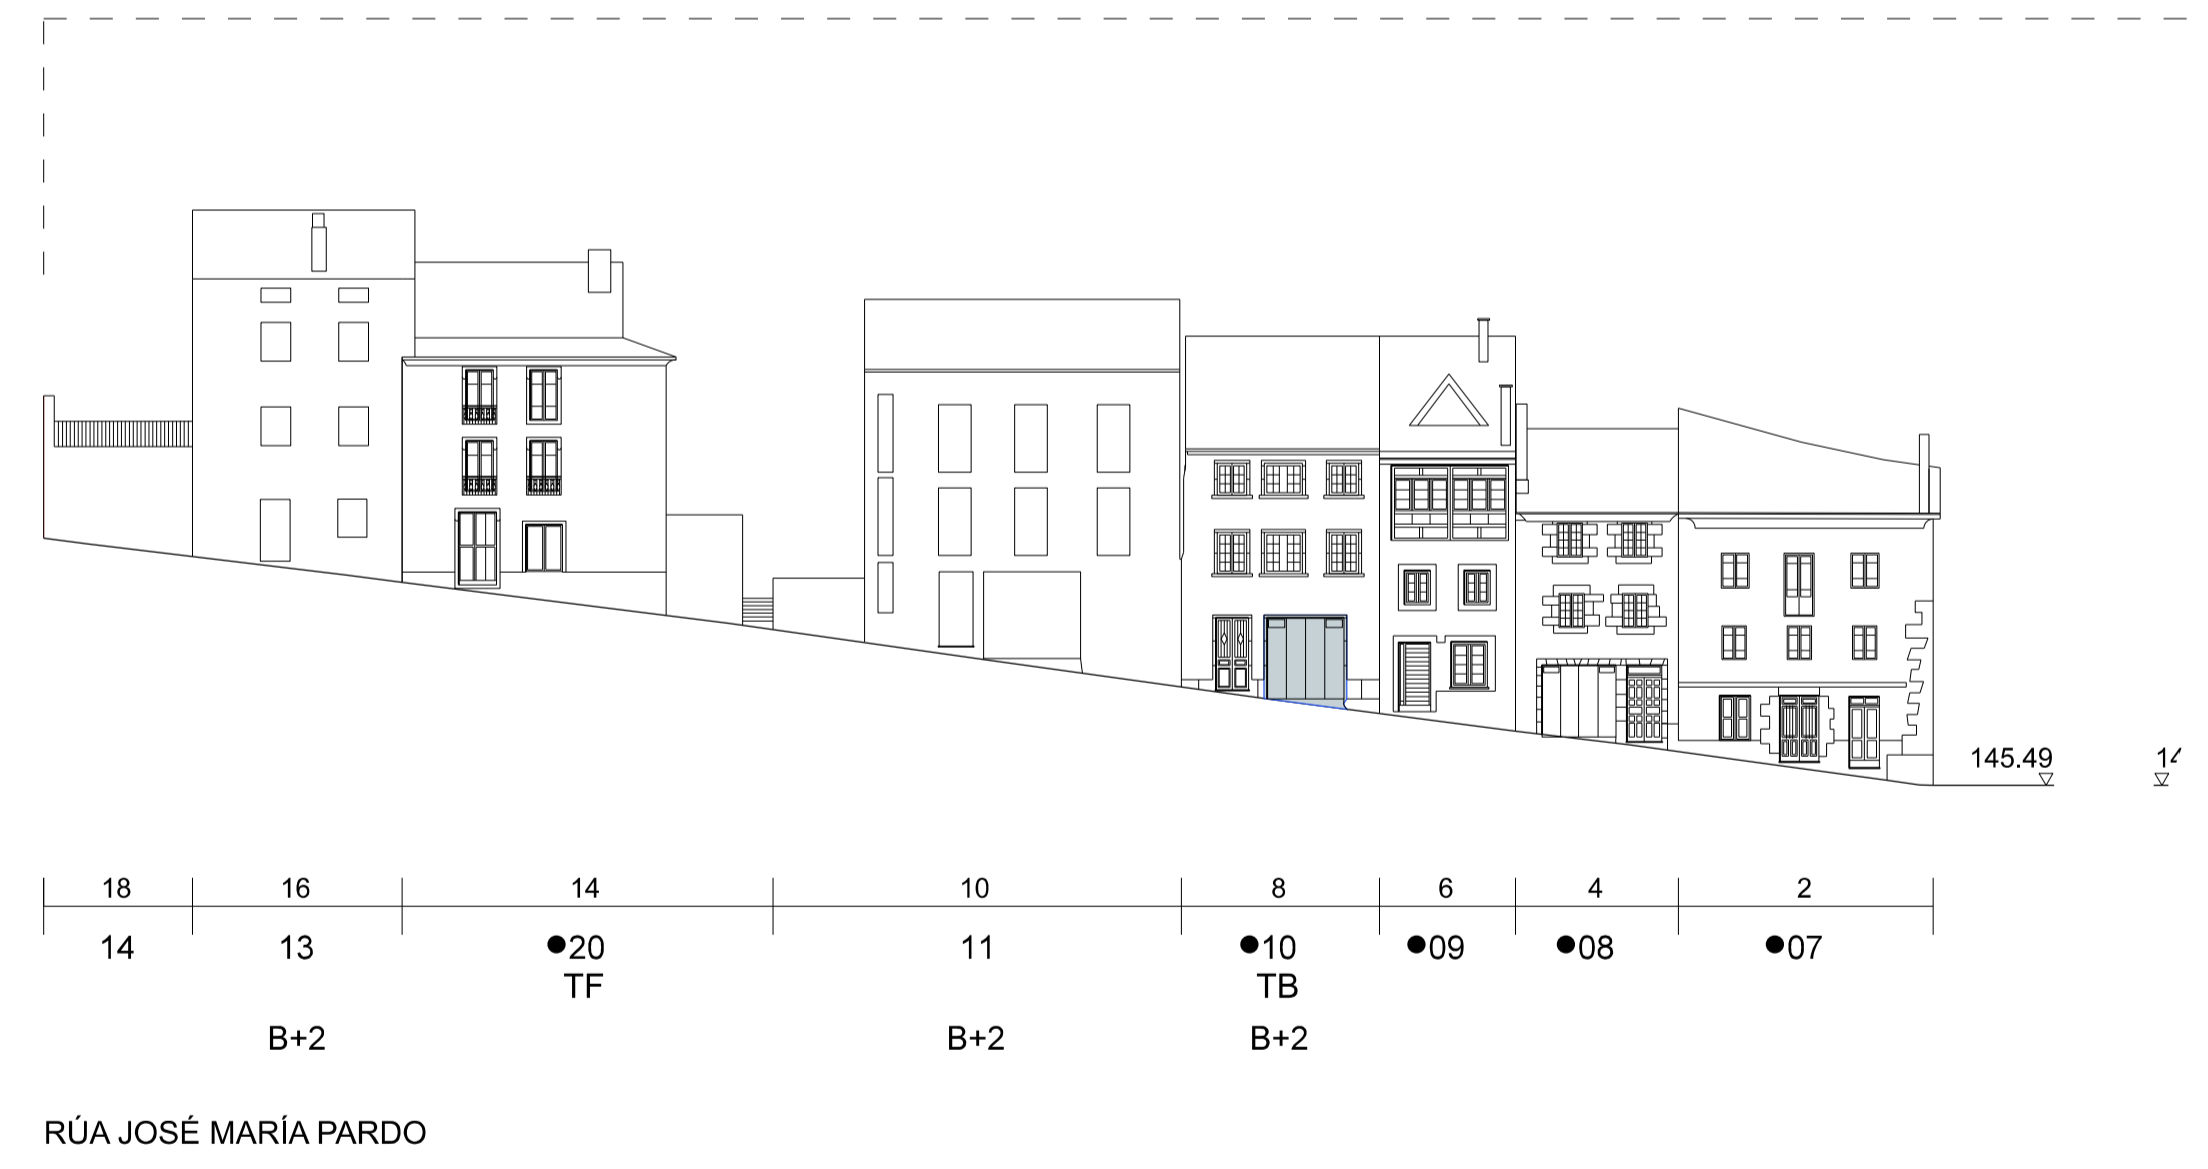 145.49
18 16 14 10 8 6 4 2
14 13 ●20 11 ●10 ●09 ●08 ●07
TF TB
B+2 B+2 B+2
RÚA JOSÉ MARÍA PARDO